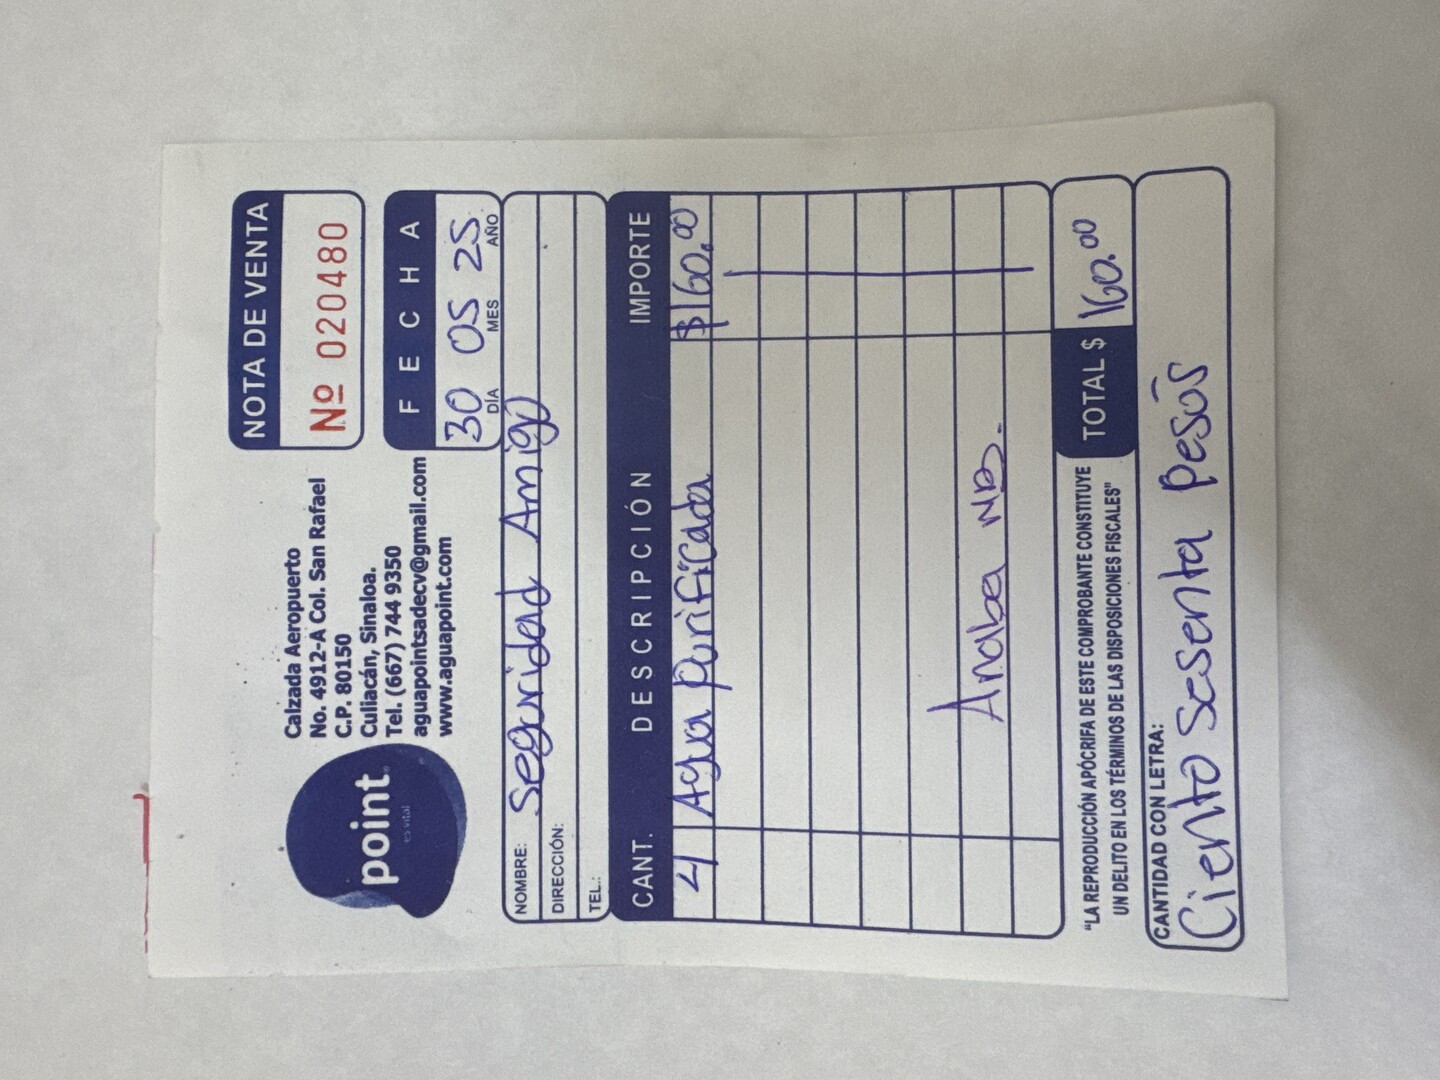 point
es vital
Calzada Aeropuerto
No. 4912-A Col. San Rafael
C.P. 80150
Culiacán, Sinaloa.
Tel. (667) 744 9350
aguapointsadecv@gmail.com
www.aguapoint.com
NOTA DE VENTA
Nº 020480
FECHA
30 05 25
DÍA MES AÑO
NOMBRE: Seguridad Amigo
DIRECCIÓN:
TEL.:
CANT. DESCRIPCIÓN IMPORTE
4 Agua Purificada $160.00
"LA REPRODUCCIÓN APÓCRIFA DE ESTE COMPROBANTE CONSTITUYE
UN DELITO EN LOS TÉRMINOS DE LAS DISPOSICIONES FISCALES"
TOTAL $ 160.00
CANTIDAD CON LETRA:
Ciento sesenta pesos